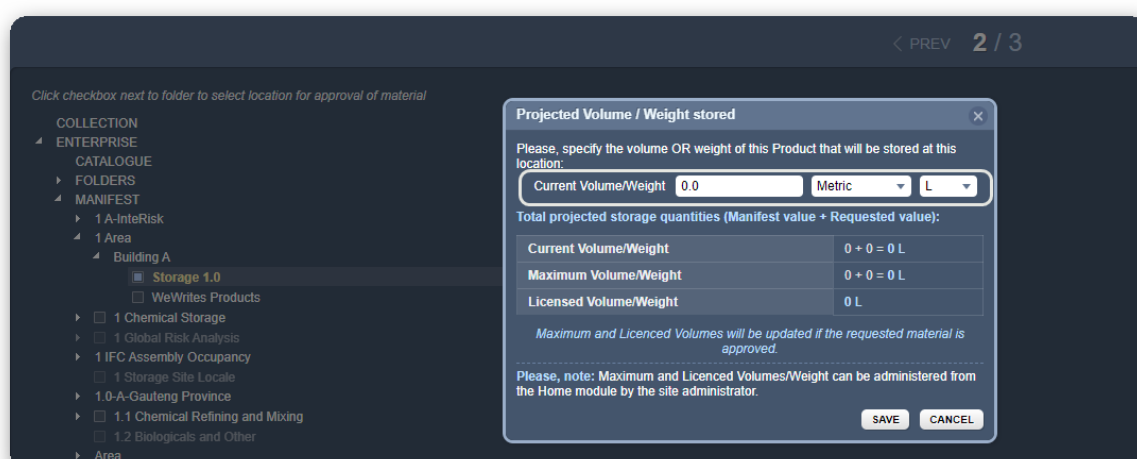 PREV 2 / 3
Click checkbox next to folder to select location for approval of material
COLLECTION
ENTERPRISE
CATALOGUE
FOLDERS
MANIFEST
1 A-InteRisk
1 Area
Building A
Storage 1.0
WeWrites Products
1 Chemical Storage
1 Global Risk Analysis
1 IFC Assembly Occupancy
1 Storage Site Locale
1.0-A-Gauteng Province
1.1 Chemical Refining and Mixing
1.2 Biologicals and Other
Area
Projected Volume / Weight stored
Please, specify the volume OR weight of this Product that will be stored at this
location:
Current Volume/Weight 0.0 Metric L
Total projected storage quantities (Manifest value + Requested value):
Current Volume/Weight 0 + 0 = 0 L
Maximum Volume/Weight 0 + 0 = 0 L
Licensed Volume/Weight 0 L
Maximum and Licenced Volumes will be updated if the requested material is
approved.
Please, note: Maximum and Licenced Volumes/Weight can be administered from
the Home module by the site administrator.
SAVE CANCEL